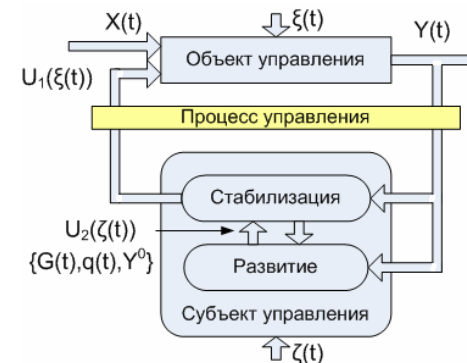 X(t)
ξ(t)
Y(t)
Объект управления
U₁(ξ(t))
Процесс управления
Стабилизация
U₂(ζ(t))
{G(t),q(t),Y⁰}
Развитие
Субъект управления
ζ(t)